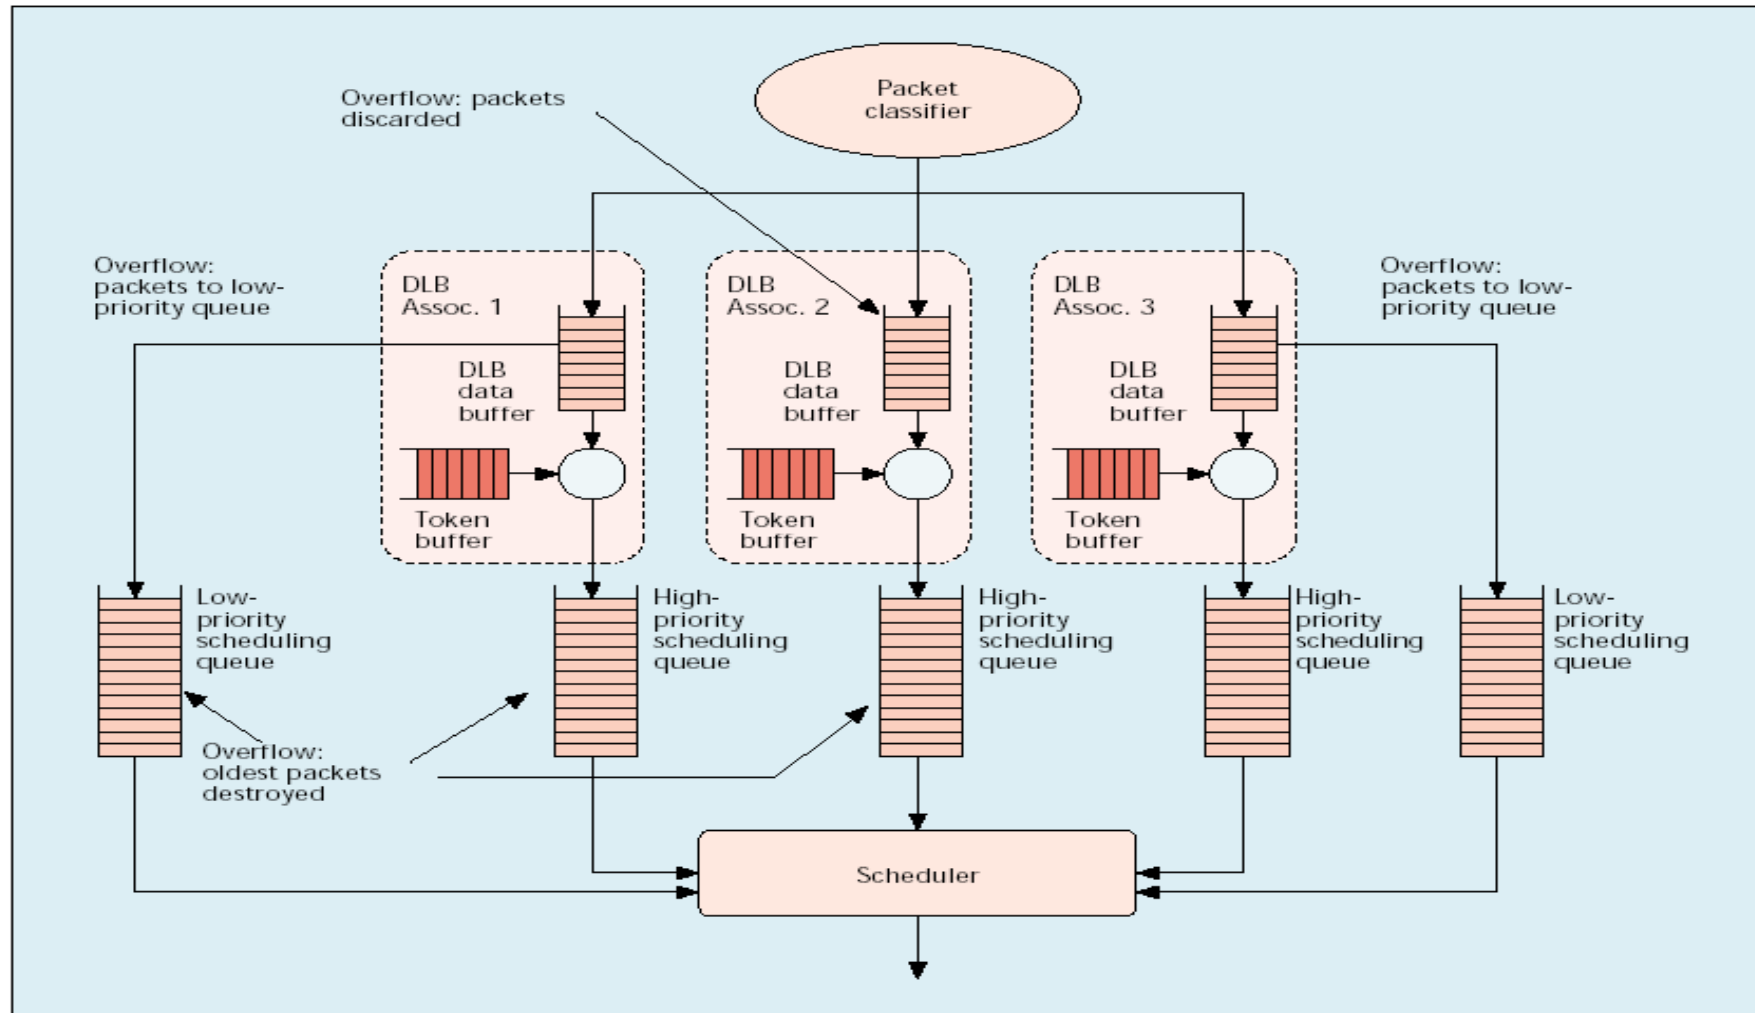 Packet
classifier
Overflow: packets
discarded
Overflow:
packets to low-
priority queue
DLB
Assoc. 1
DLB
Assoc. 2
DLB
Assoc. 3
Overflow:
packets to low-
priority queue
DLB
data
buffer
DLB
data
buffer
DLB
data
buffer
Token
buffer
Token
buffer
Token
buffer
Low-
priority
scheduling
queue
High-
priority
scheduling
queue
High-
priority
scheduling
queue
High-
priority
scheduling
queue
Low-
priority
scheduling
queue
Overflow:
oldest packets
destroyed
Scheduler